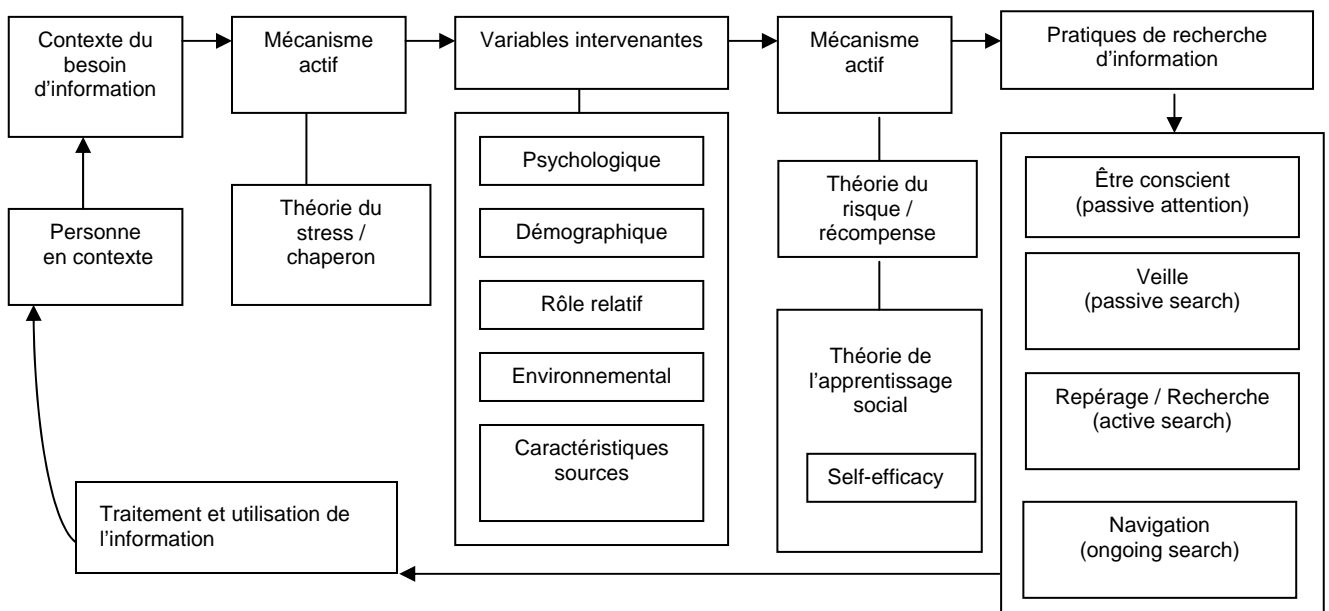 Contexte du
besoin
d’information
Mécanisme
actif
Variables intervenantes
Mécanisme
actif
Pratiques de recherche
d’information
Personne
en contexte
Théorie du
stress /
chaperon
Psychologique
Démographique
Rôle relatif
Environnemental
Caractéristiques
sources
Théorie du
risque /
récompense
Théorie de
l’apprentissage
social
Self-efficacy
Être conscient
(passive attention)
Veille
(passive search)
Repérage / Recherche
(active search)
Navigation
(ongoing search)
Traitement et utilisation de
l’information